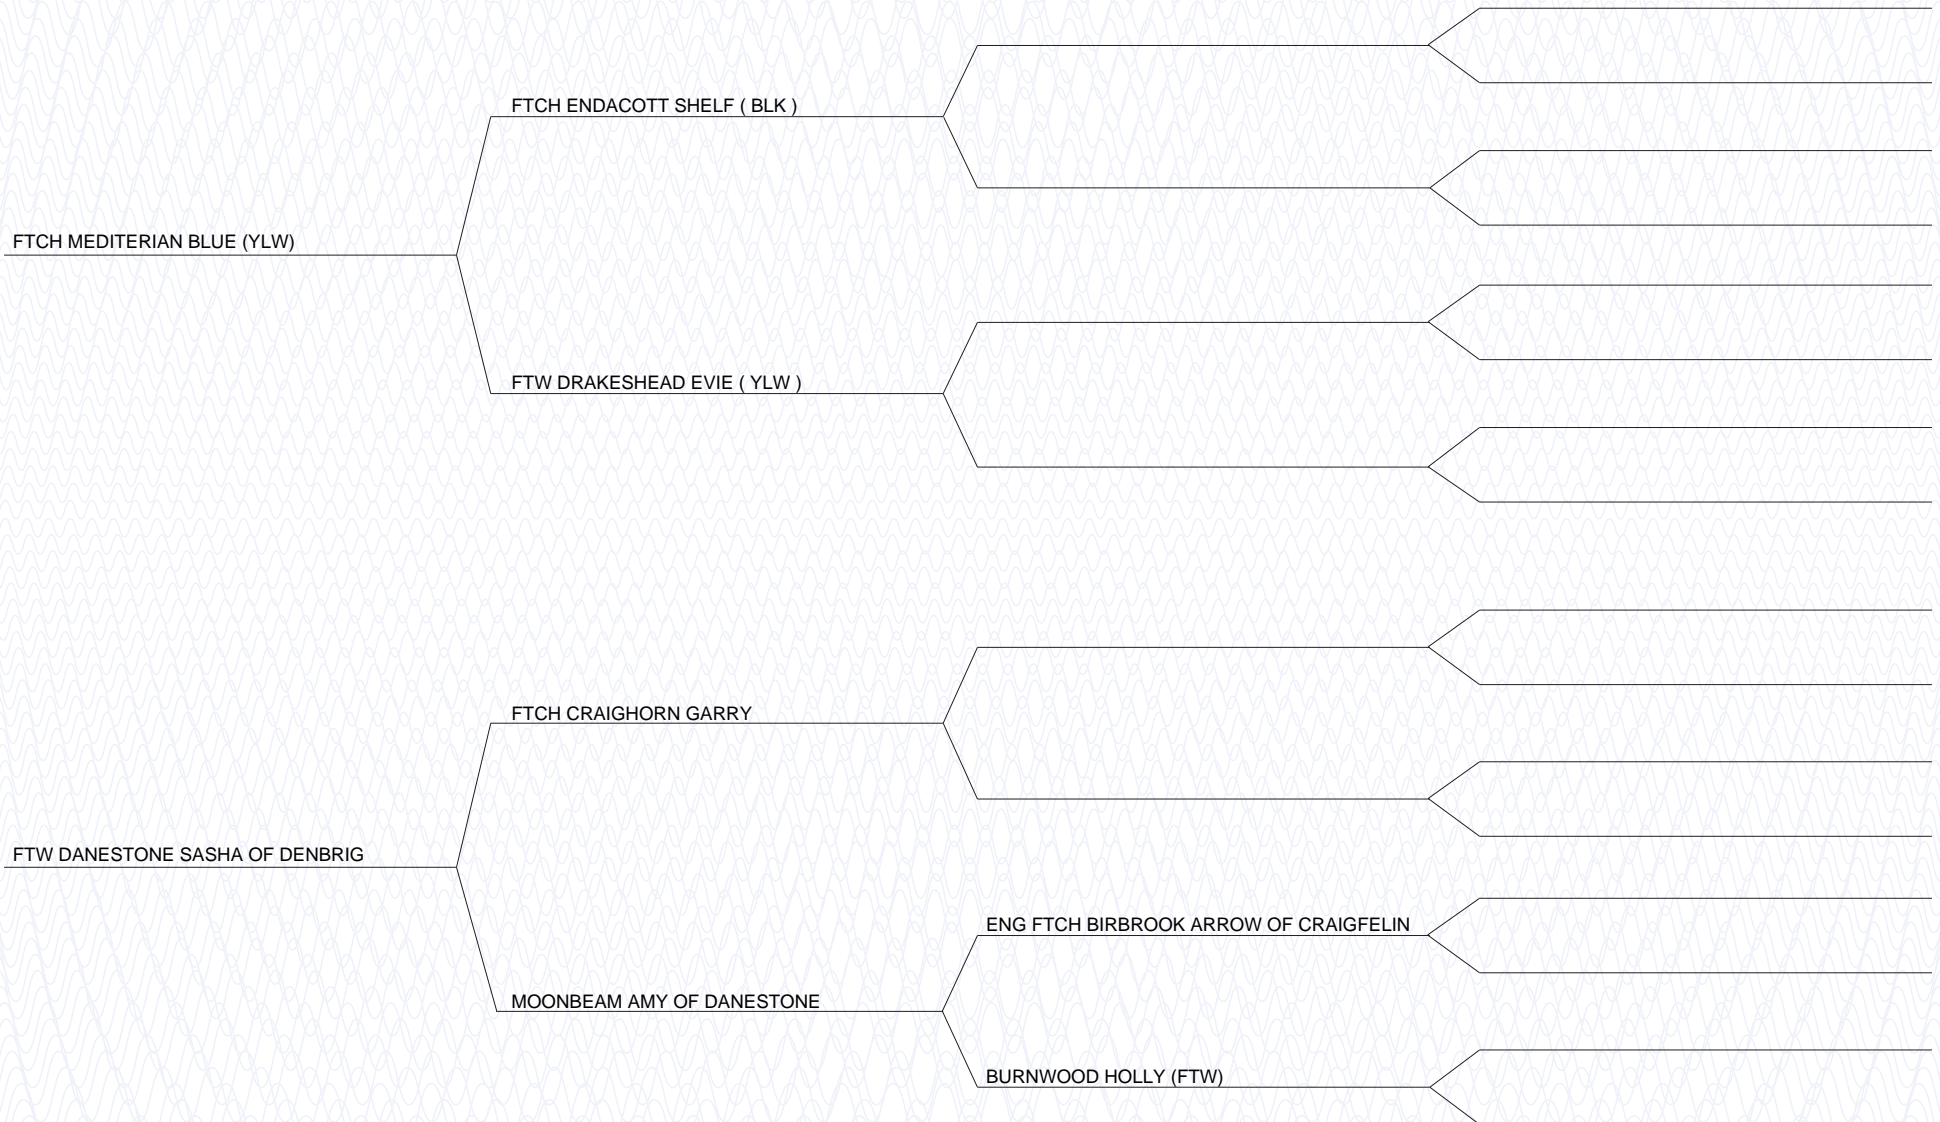 FTCH ENDACOTT SHELF ( BLK )
FTCH MEDITERIAN BLUE (YLW)
FTW DRAKESHEAD EVIE ( YLW )
FTCH CRAIGHORN GARRY
FTW DANESTONE SASHA OF DENBRIG
ENG FTCH BIRBROOK ARROW OF CRAIGFELIN
MOONBEAM AMY OF DANESTONE
BURNWOOD HOLLY (FTW)